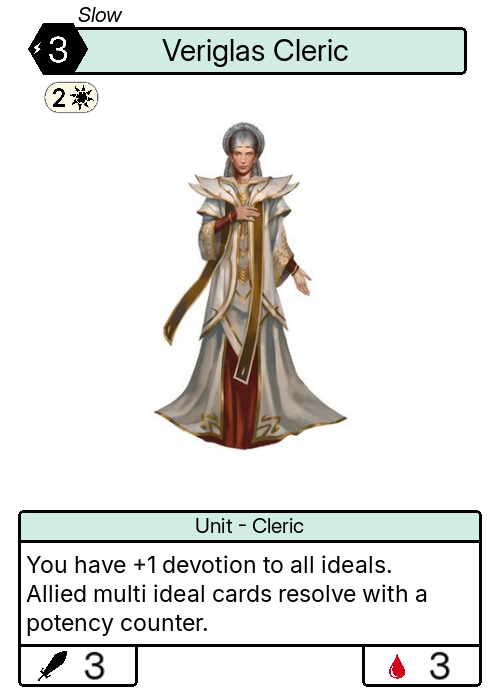 Slow
3
Veriglas Cleric
2
Unit - Cleric
You have +1 devotion to all ideals.
Allied multi ideal cards resolve with a
potency counter.
3
3